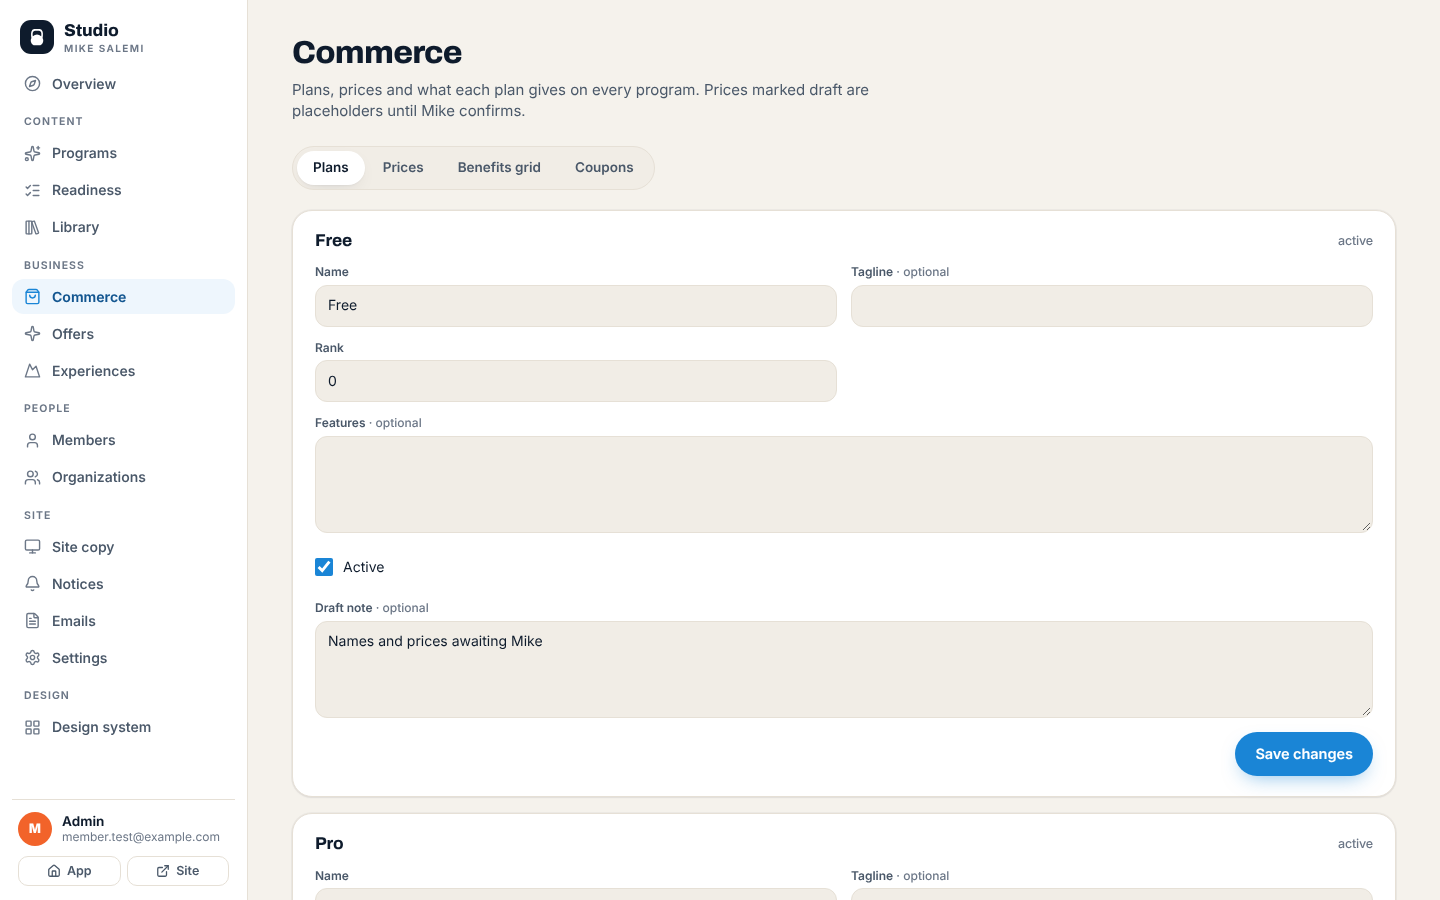 Studio
MIKE SALEMI
Overview
CONTENT
Programs
Readiness
Library
BUSINESS
Commerce
Offers
Experiences
PEOPLE
Members
Organizations
SITE
Site copy
Notices
Emails
Settings
DESIGN
Design system
M
Admin
member.test@example.com
App
Site
Commerce
Plans, prices and what each plan gives on every program. Prices marked draft are
placeholders until Mike confirms.
Plans
Prices
Benefits grid
Coupons
Free
active
Name
Tagline · optional
Free
Rank
0
Features · optional
Active
Draft note · optional
Names and prices awaiting Mike
Save changes
Pro
active
Name
Tagline · optional